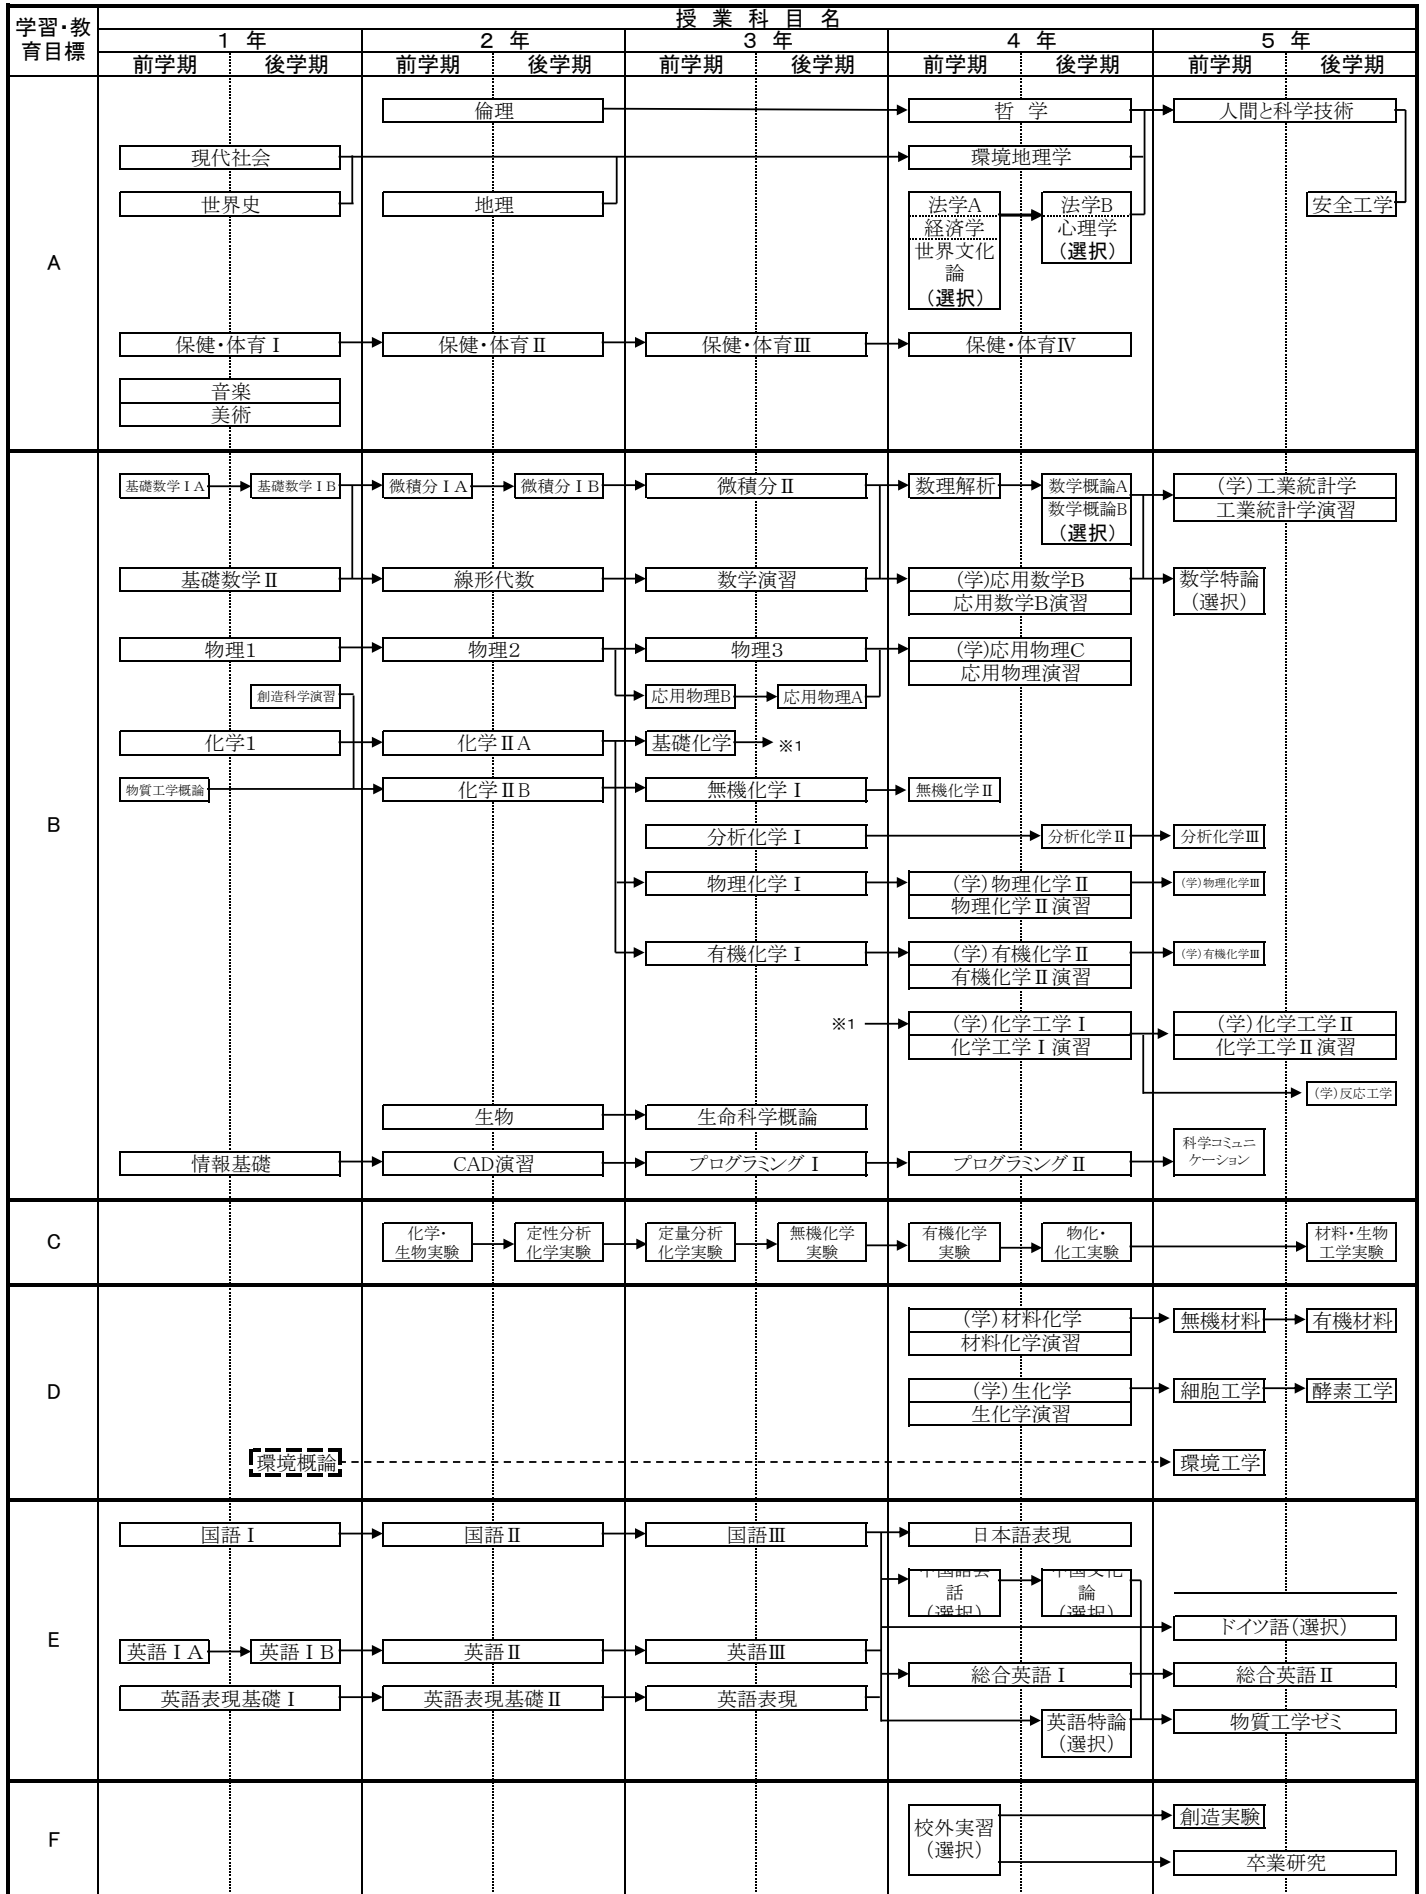 学習・教
育目標
授 業 科 目 名
1 年
2 年
3 年
4 年
5 年
前学期
後学期
前学期
後学期
前学期
後学期
前学期
後学期
前学期
後学期
A
倫理
哲 学
人間と科学技術
現代社会
環境地理学
世界史
地理
法学A
経済学
世界文化
論
(選択)
法学B
心理学
(選択)
安全工学
保健・体育Ⅰ
保健・体育Ⅱ
保健・体育Ⅲ
保健・体育Ⅳ
音楽
美術
B
基礎数学ⅠA
基礎数学ⅠB
微積分ⅠA
微積分ⅠB
微積分Ⅱ
数理解析
数学概論A
数学概論B
(選択)
(学)工業統計学
工業統計学演習
基礎数学Ⅱ
線形代数
数学演習
(学)応用数学B
応用数学B演習
数学特論
(選択)
物理1
物理2
物理3
(学)応用物理C
応用物理演習
創造科学演習
応用物理B
応用物理A
化学1
化学ⅡA
基礎化学
※1
物質工学概論
化学ⅡB
無機化学Ⅰ
無機化学Ⅱ
分析化学Ⅰ
分析化学Ⅱ
分析化学Ⅲ
物理化学Ⅰ
(学)物理化学Ⅱ
物理化学Ⅱ演習
(学)物理化学Ⅲ
有機化学Ⅰ
(学)有機化学Ⅱ
有機化学Ⅱ演習
(学)有機化学Ⅲ
※1
(学)化学工学Ⅰ
化学工学Ⅰ演習
(学)化学工学Ⅱ
化学工学Ⅱ演習
(学)反応工学
生物
生命科学概論
情報基礎
CAD演習
プログラミングⅠ
プログラミングⅡ
科学コミュニ
ケーション
C
化学・
生物実験
定性分析
化学実験
定量分析
化学実験
無機化学
実験
有機化学
実験
物化・
化工実験
材料・生物
工学実験
D
(学)材料化学
材料化学演習
無機材料
有機材料
(学)生化学
生化学演習
細胞工学
酵素工学
環境概論
環境工学
E
国語Ⅰ
国語Ⅱ
国語Ⅲ
日本語表現
中国語会
話
(選択)
中国文化
論
(選択)
ドイツ語(選択)
英語ⅠA
英語ⅠB
英語Ⅱ
英語Ⅲ
総合英語Ⅰ
総合英語Ⅱ
英語表現基礎Ⅰ
英語表現基礎Ⅱ
英語表現
英語特論
(選択)
物質工学ゼミ
F
校外実習
(選択)
創造実験
卒業研究